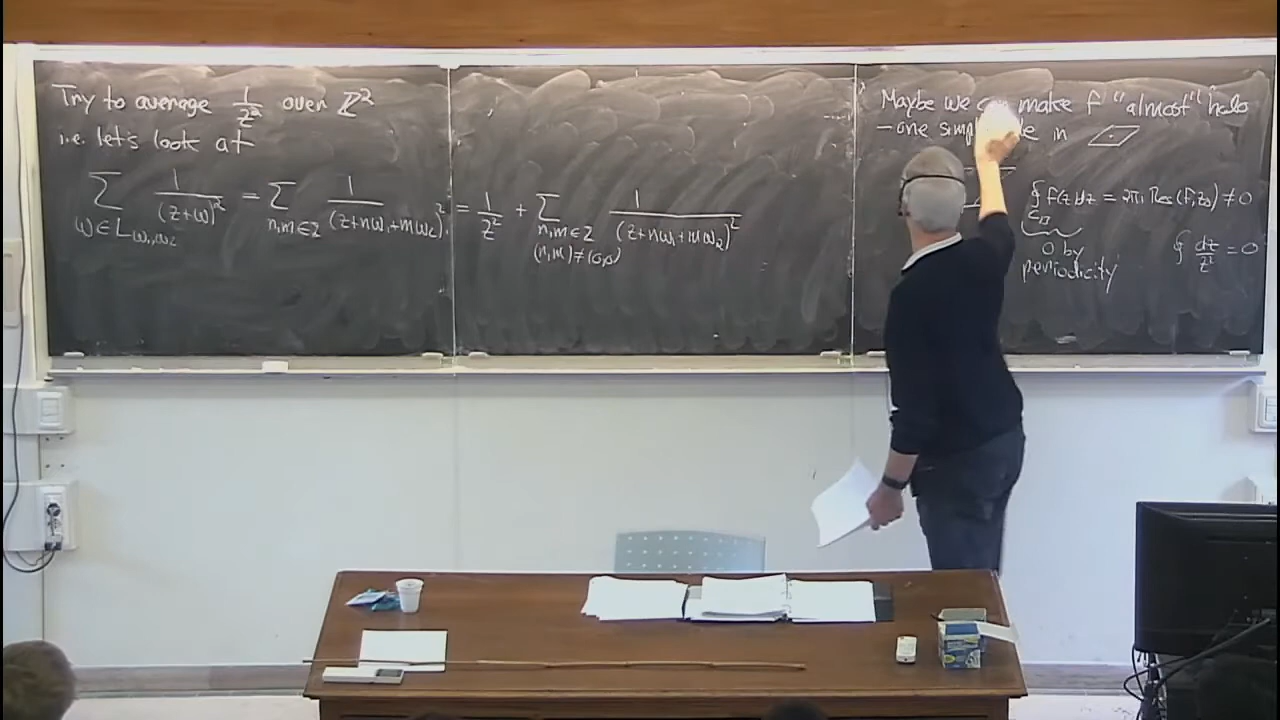 Try to average 1/z² over ℤ²
i.e. let's look at
∑_{ω∈L_{ω₁,ω₂}} 1/(z+ω)² = ∑_{n,m∈ℤ} 1/(z+nω₁+mω₂)² = 1/z² + ∑_{n,m∈ℤ (n,m)≠(0,0)} 1/(z+nω₁+mω₂)²
Maybe we can make f "almost" holo
- one in
∮ f(z)dz = 2πi Res(f,z₀) ≠ 0
0 by
periodicity
∮ dz/z² = 0